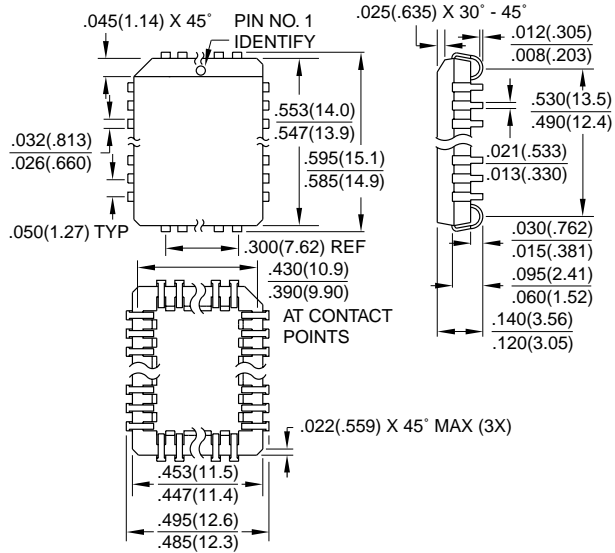 .045(1.14) X 45˚
PIN NO. 1
IDENTIFY
.025(.635) X 30˚ - 45˚
.012(.305)
.008(.203)
.553(14.0)
.547(13.9)
.530(13.5)
.490(12.4)
.032(.813)
.026(.660)
.595(15.1)
.585(14.9)
.021(.533)
.013(.330)
.050(1.27) TYP
.300(7.62) REF
.030(.762)
.015(.381)
.430(10.9)
.390(9.90)
AT CONTACT
POINTS
.095(2.41)
.060(1.52)
.140(3.56)
.120(3.05)
.022(.559) X 45˚ MAX (3X)
.453(11.5)
.447(11.4)
.495(12.6)
.485(12.3)